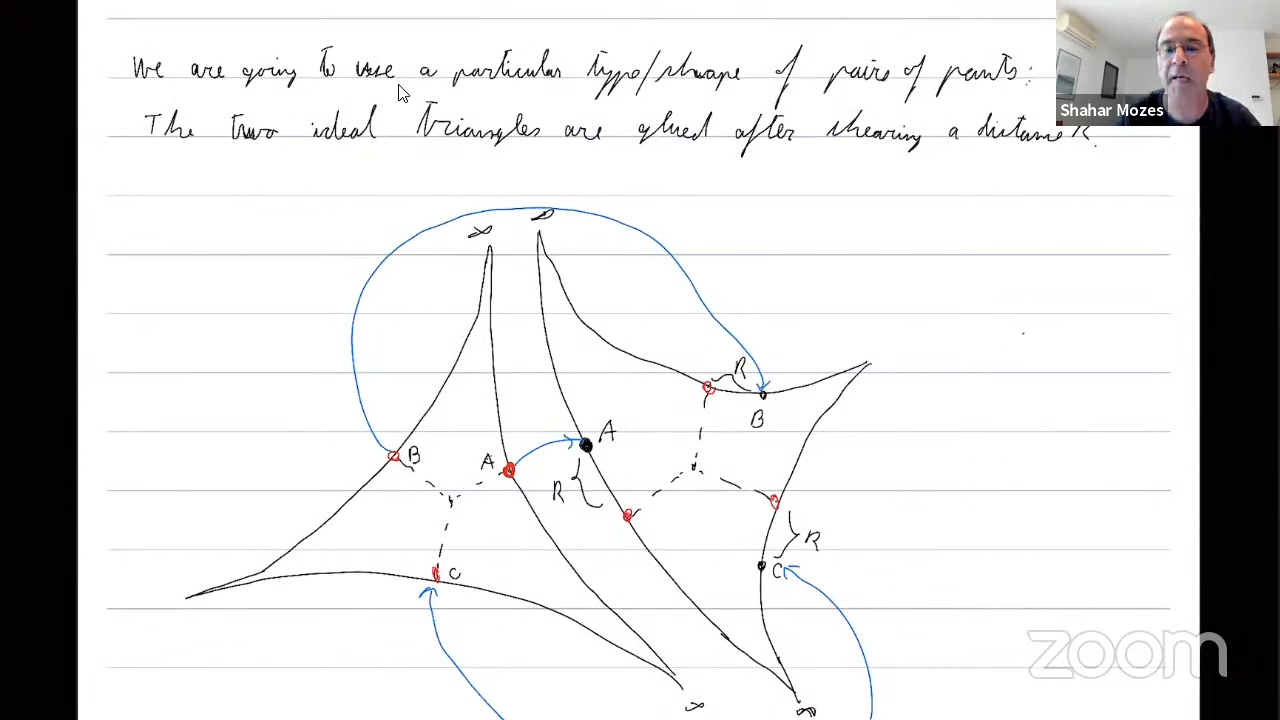 We are going to use a particular type/shape of pairs of pants:
The two ideal triangles are glued after shearing a distance R.
Shahar Mozes
R
B
A
B
A
R
R
C
C
zoom